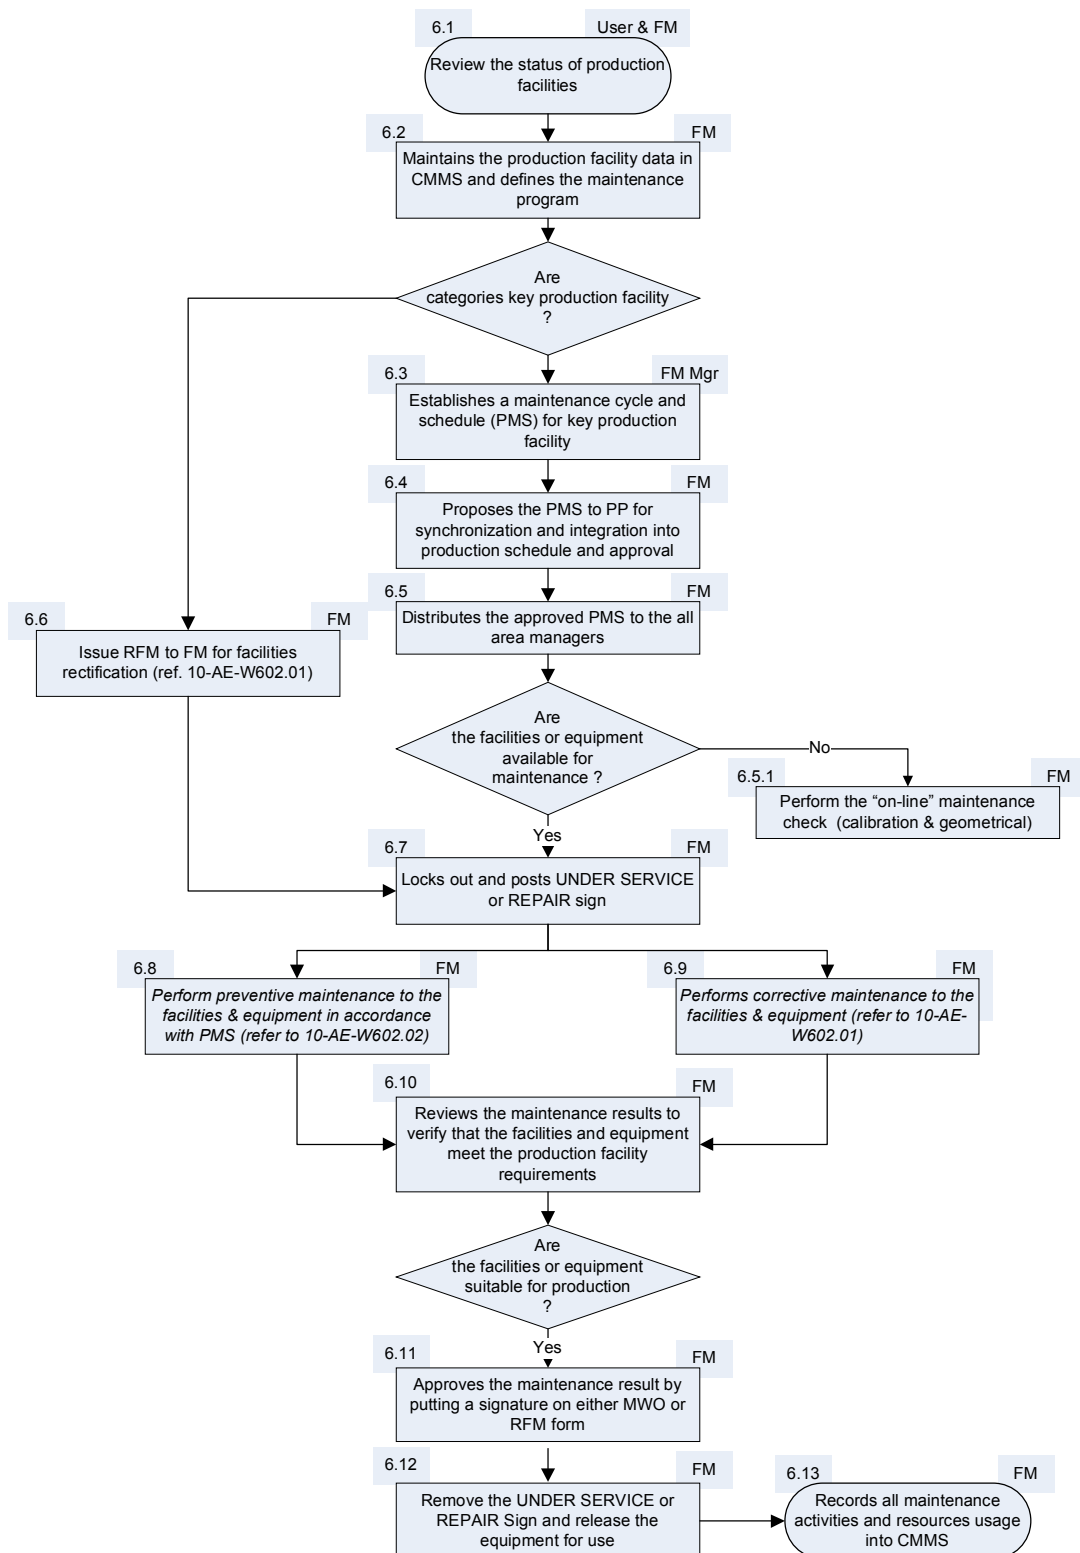 6.1
User & FM
Review the status of production
facilities
6.2
FM
Maintains the production facility data in
CMMS and defines the maintenance
program
Are
categories key production facility
?
6.3
FM Mgr
Establishes a maintenance cycle and
schedule (PMS) for key production
facility
6.4
FM
Proposes the PMS to PP for
synchronization and integration into
production schedule and approval
6.5
FM
Distributes the approved PMS to the all
area managers
6.6
FM
Issue RFM to FM for facilities
rectification (ref. 10-AE-W602.01)
Are
the facilities or equipment
available for
maintenance ?
No
6.5.1
FM
Perform the “on-line” maintenance
check (calibration & geometrical)
Yes
6.7
FM
Locks out and posts UNDER SERVICE
or REPAIR sign
6.8
FM
Perform preventive maintenance to the
facilities & equipment in accordance
with PMS (refer to 10-AE-W602.02)
6.9
FM
Performs corrective maintenance to the
facilities & equipment (refer to 10-AE-
W602.01)
6.10
FM
Reviews the maintenance results to
verify that the facilities and equipment
meet the production facility
requirements
Are
the facilities or equipment
suitable for production
?
Yes
6.11
FM
Approves the maintenance result by
putting a signature on either MWO or
RFM form
6.12
FM
Remove the UNDER SERVICE or
REPAIR Sign and release the
equipment for use
6.13
FM
Records all maintenance
activities and resources usage
into CMMS